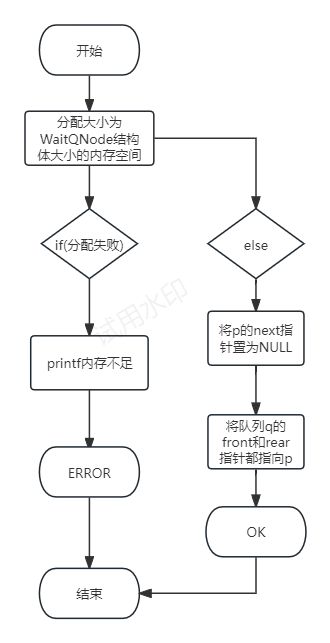 开始
分配大小为
WaitQNode结构
体大小的内存空间
if(分配失败)
else
试用水印
将p的next指
针置为NULL
printf内存不足
将队列q的
front和rear
指针都指向p
ERROR
OK
结束